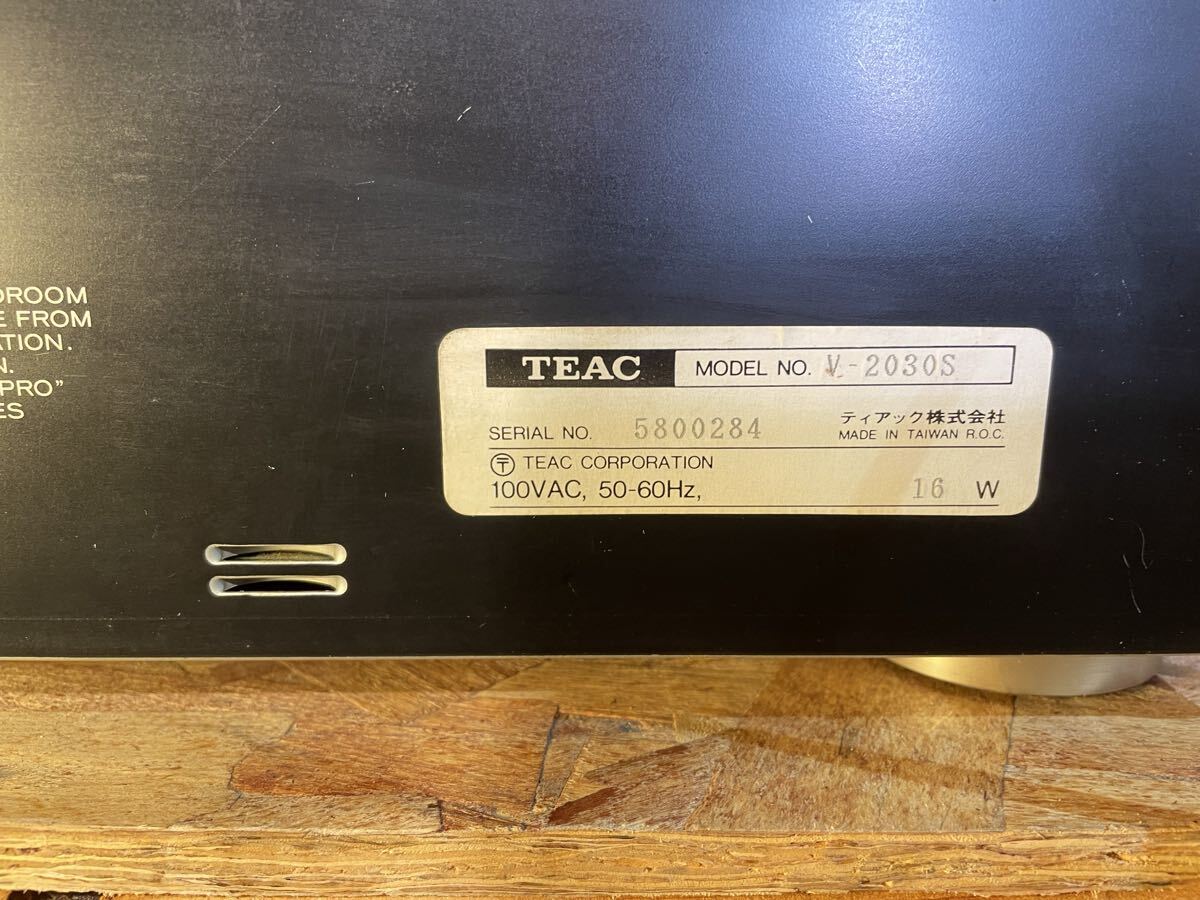 DROOM
E FROM
ATION.
N.
PRO”
ES
TEAC MODEL NO. V-2030S
SERIAL NO. 5800284 ティアック株式会社
MADE IN TAIWAN R.O.C.
〒 TEAC CORPORATION
100VAC, 50-60Hz, 16 W